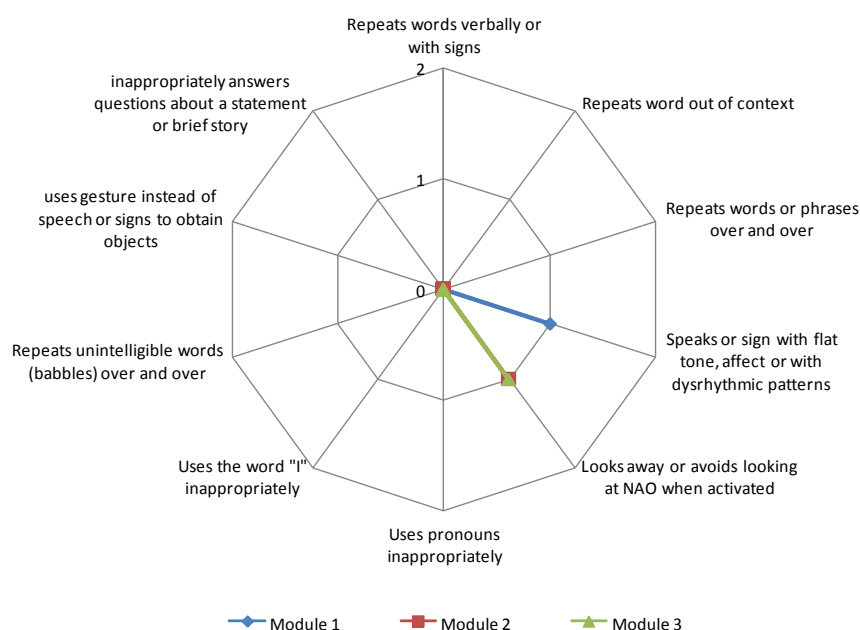 Repeats words verbally or
with signs
2
inappropriately answers
questions about a statement
or brief story
Repeats word out of context
1
uses gesture instead of
speech or signs to obtain
objects
Repeats words or phrases
over and over
0
Repeats unintelligible words
(babbles) over and over
Speaks or sign with flat
tone, affect or with
dysrhythmic patterns
Uses the word "I"
inappropriately
Looks away or avoids looking
at NAO when activated
Uses pronouns
inappropriately
Module 1
Module 2
Module 3